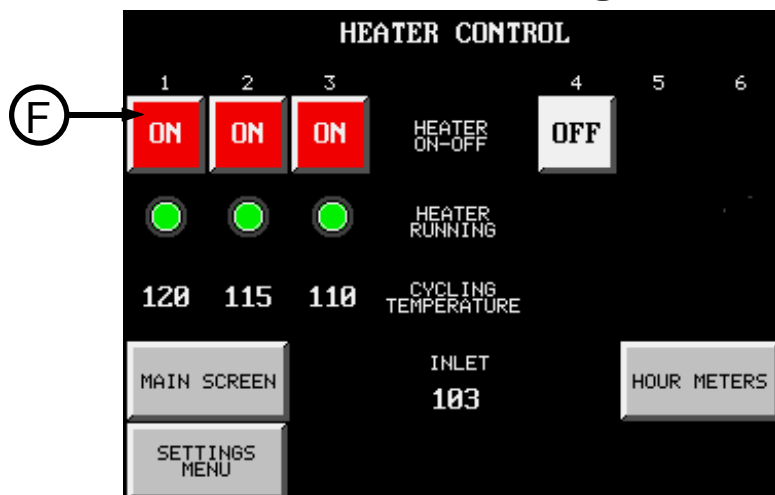 HEATER CONTROL
1 2 3 4 5 6
F
ON ON ON HEATER ON-OFF OFF
HEATER
RUNNING
120 115 110 CYCLING TEMPERATURE
INLET
MAIN SCREEN 103 HOUR METERS
SETTINGS
MENU